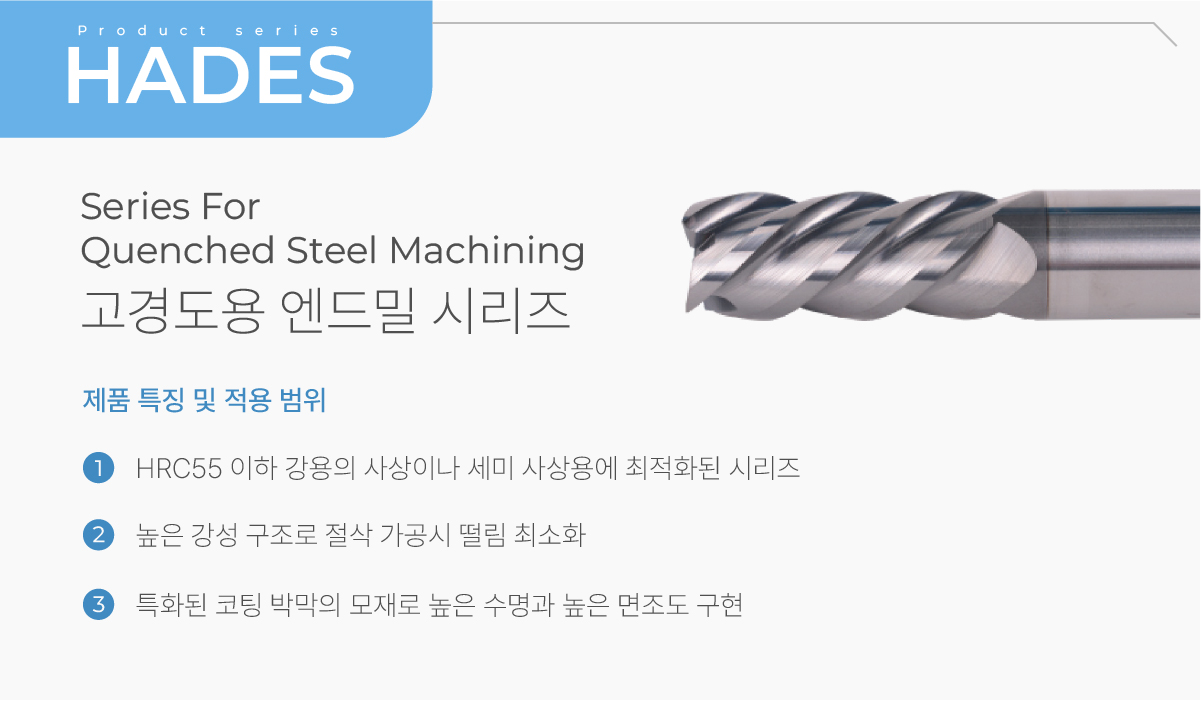 Product series
HADES
Series For
Quenched Steel Machining
고경도용 엔드밀 시리즈
제품 특징 및 적용 범위
1 HRC55 이하 강용의 사상이나 세미 사상용에 최적화된 시리즈
2 높은 강성 구조로 절삭 가공시 떨림 최소화
3 특화된 코팅 박막의 모재로 높은 수명과 높은 면조도 구현